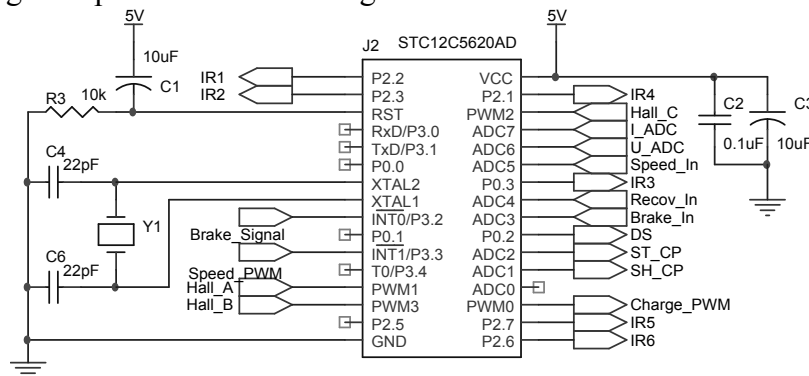 5V
5V
J2 STC12C5620AD
10uF
C1
IR1
IR2
R3 10k
C4
22pF
Y1
Brake_Signal
C6
22pF
Speed_PWM
Hall_A
Hall_B
P2.2
P2.3
RST
RxD/P3.0
TxD/P3.1
P0.0
XTAL2
XTAL1
INT0/P3.2
P0.1
INT1/P3.3
T0/P3.4
PWM1
PWM3
P2.5
GND
VCC
P2.1
PWM2
ADC7
ADC6
ADC5
P0.3
ADC4
ADC3
P0.2
ADC2
ADC1
ADC0
PWM0
P2.7
P2.6
IR4
Hall_C
I_ADC
U_ADC
Speed_In
IR3
Recov_In
Brake_In
DS
ST_CP
SH_CP
Charge_PWM
IR5
IR6
C2
0.1uF
C3
10uF